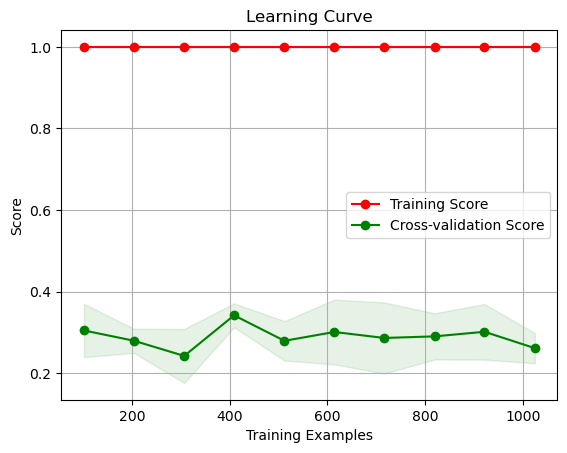 Learning Curve
1.0
0.8
0.6
0.4
0.2
Score
Training Score
Cross-validation Score
200
400
600
800
1000
Training Examples